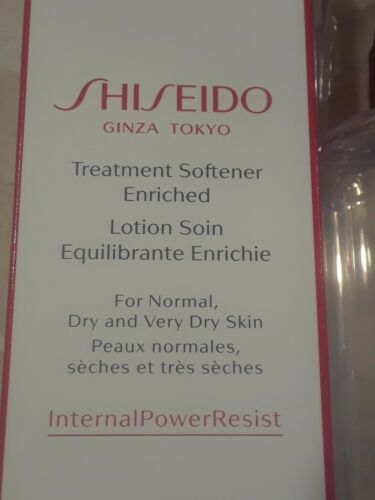 SHISEIDO
GINZA TOKYO
Treatment Softener
Enriched
Lotion Soin
Equilibrante Enrichie
For Normal,
Dry and Very Dry Skin
Peaux normales,
sèches et très sèches
InternalPowerResist